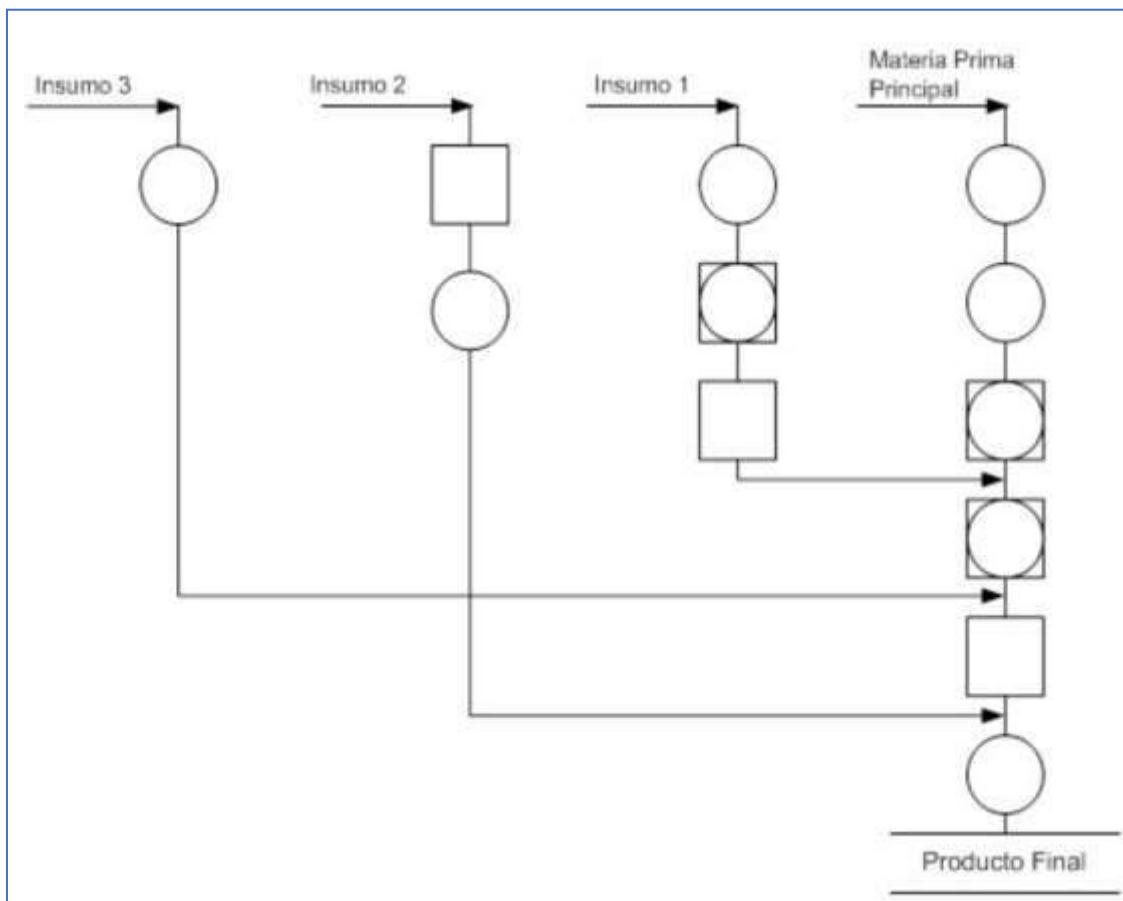 Insumo 3
Insumo 2
Insumo 1
Materia Prima
Principal
Producto Final